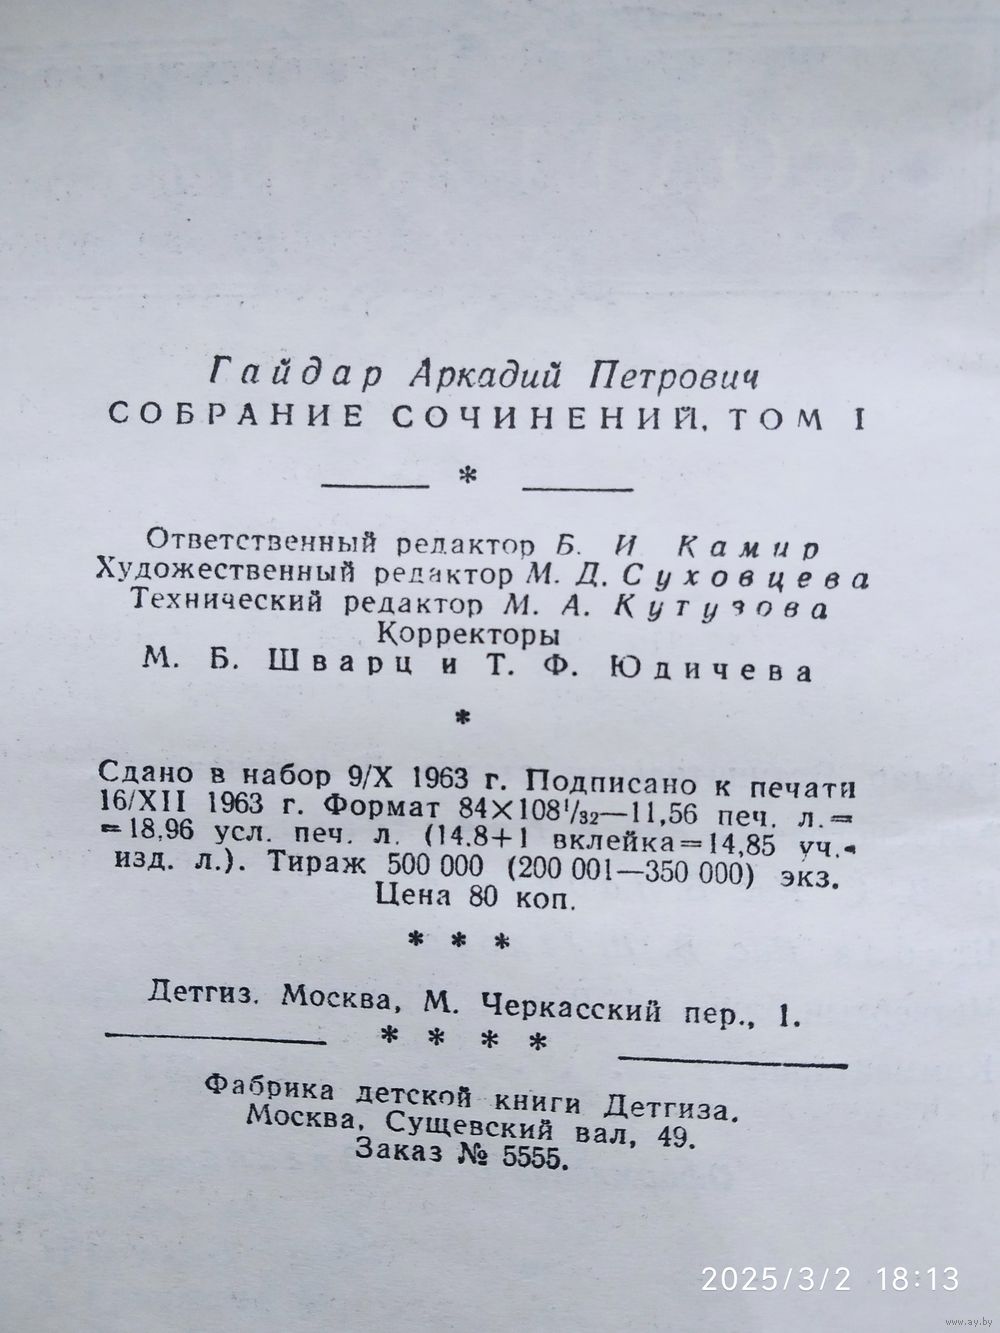 Гайдар Аркадий Петрович
СОБРАНИЕ СОЧИНЕНИЙ, ТОМ I
*
Ответственный редактор Б. И Камир
Художественный редактор М. Д. Суховцева
Технический редактор М. А. Кутузова
Корректоры
М. Б. Шварц и Т. Ф. Юдичева
*
Сдано в набор 9/X 1963 г. Подписано к печати
16/XII 1963 г. Формат 84×108¹/₃₂—11,56 печ. л.=
=18,96 усл. печ. л. (14,8+1 вклейка=14,85 уч.-
изд. л.). Тираж 500 000 (200 001—350 000) экз.
Цена 80 коп.
* * *
Детгиз. Москва, М. Черкасский пер., 1.
* * * *
Фабрика детской книги Детгиза.
Москва, Сущевский вал, 49.
Заказ № 5555.
2025/3/2 18:13
www.ay.by